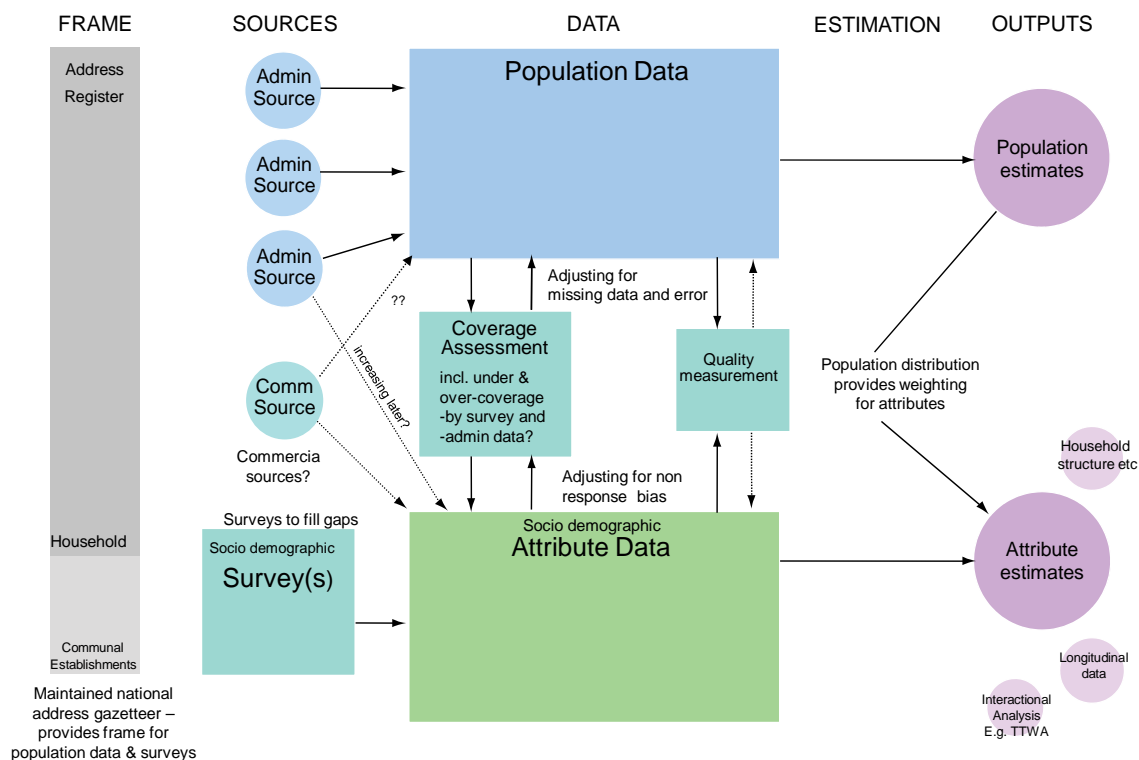 FRAME
SOURCES
DATA
ESTIMATION
OUTPUTS
Address
Register
Household
Communal
Establishments
Maintained national
address gazetteer –
provides frame for
population data & surveys
Admin
Source
Admin
Source
Admin
Source
Comm
Source
Commercia
sources?
??
increasing later?
Surveys to fill gaps
Socio demographic
Survey(s)
Population Data
Adjusting for
missing data and error
Coverage
Assessment
incl. under &
over-coverage
-by survey and
-admin data?
Quality
measurement
Adjusting for non
response bias
Socio demographic
Attribute Data
Population
estimates
Population distribution
provides weighting
for attributes
Household
structure etc
Attribute
estimates
Longitudinal
data
Interactional
Analysis
E.g. TTWA